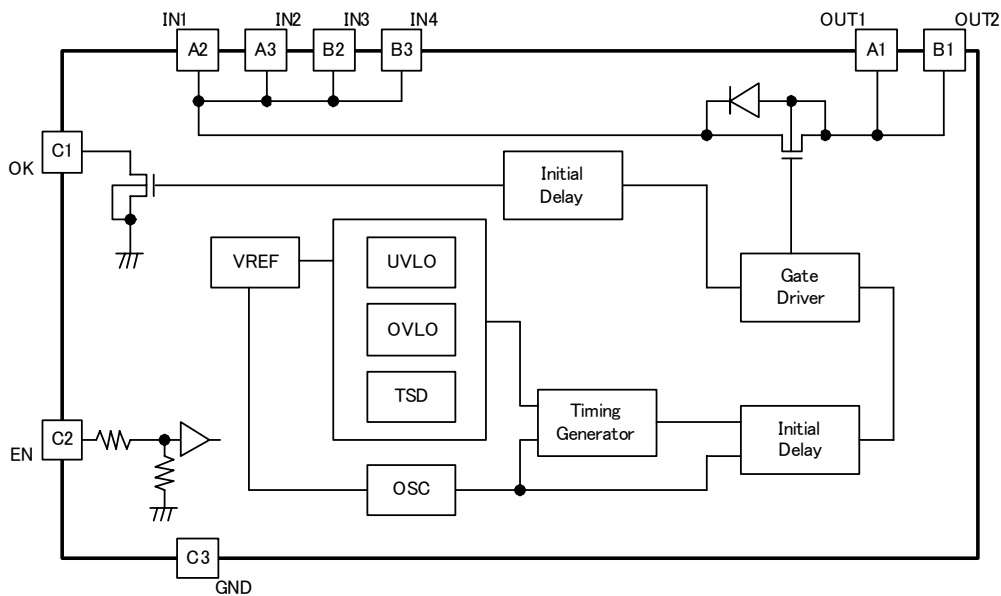 IN1
IN2
IN3
IN4
OUT1
OUT2
A2
A3
B2
B3
A1
B1
C1
OK
Initial
Delay
VREF
UVLO
Gate
Driver
OVLO
TSD
Timing
Generator
Initial
Delay
C2
EN
OSC
C3
GND